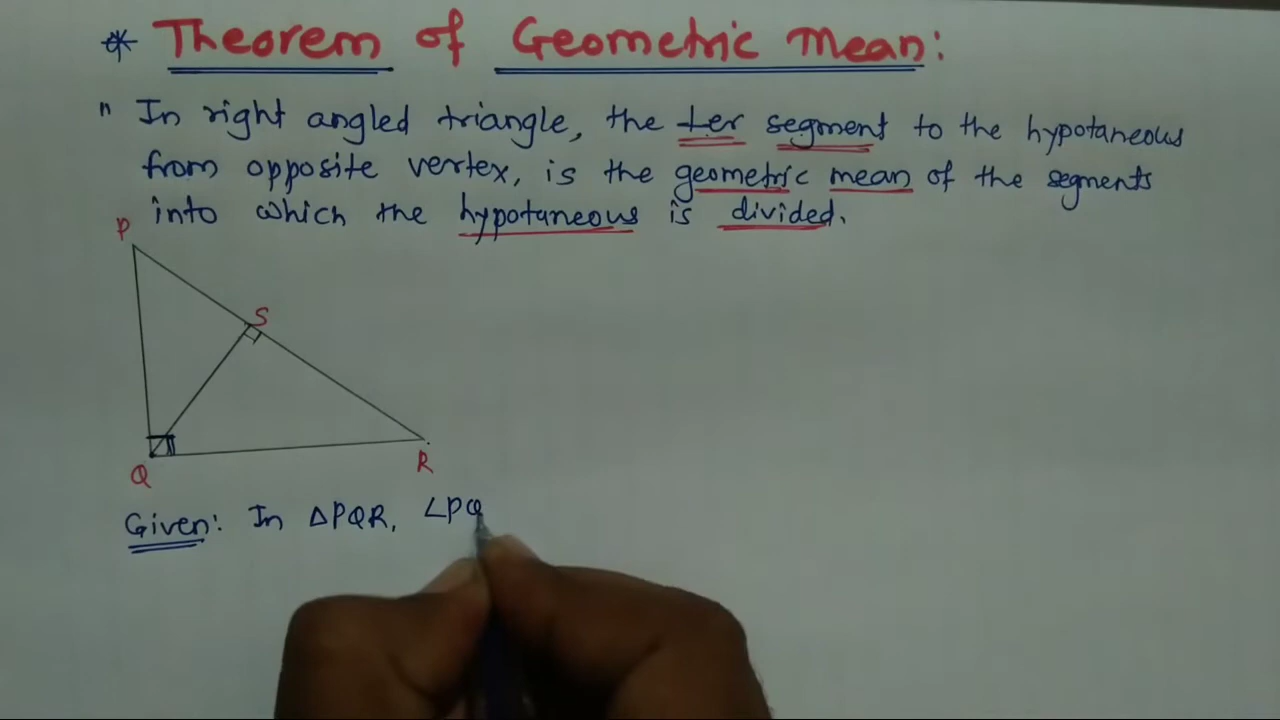 * Theorem of Geometric Mean:
" In right angled triangle, the ⊥er segment to the hypotaneous
from opposite vertex, is the geometric mean of the segments
into which the hypotaneous is divided.
P
S
Q
R
Given: In △PQR, ∠PQ